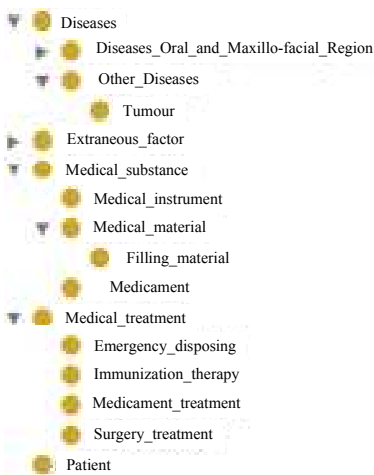 Diseases
Diseases_Oral_and_Maxillo-facial_Region
Other_Diseases
Tumour
Extraneous_factor
Medical_substance
Medical_instrument
Medical_material
Filling_material
Medicament
Medical_treatment
Emergency_disposing
Immunization_therapy
Medicament_treatment
Surgery_treatment
Patient